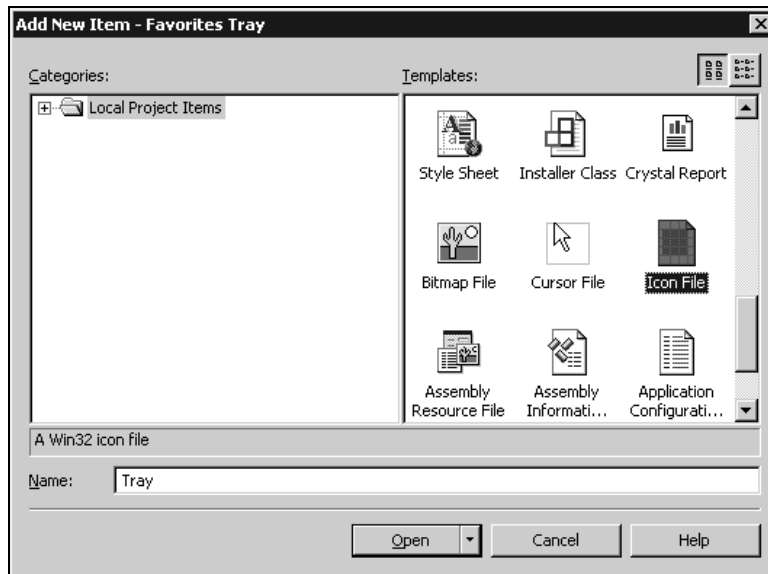 Add New Item - Favorites Tray
Categories:
Templates:
Local Project Items
Style Sheet
Installer Class
Crystal Report
Bitmap File
Cursor File
Icon File
Assembly
Resource File
Assembly
Informati...
Application
Configurati...
A Win32 icon file
Name:
Tray
Open
Cancel
Help